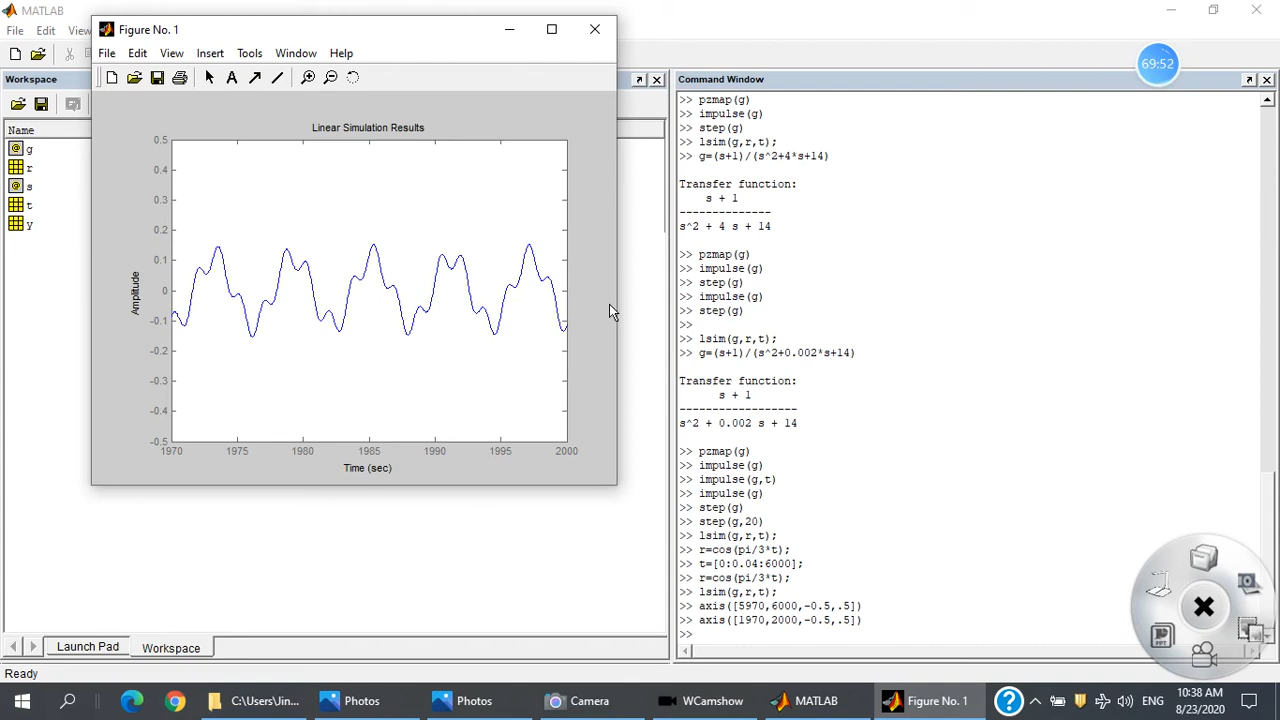 MATLAB
File Edit View
Workspace
Name
g
r
s
t
y
Launch Pad Workspace
Ready
Figure No. 1
File Edit View Insert Tools Window Help
Linear Simulation Results
0.5
0.4
0.3
0.2
0.1
0
-0.1
-0.2
-0.3
-0.4
-0.5
Amplitude
1970 1975 1980 1985 1990 1995 2000
Time (sec)
Command Window
69:52
>> pzmap(g)
>> impulse(g)
>> step(g)
>> lsim(g,r,t);
>> g=(s+1)/(s^2+4*s+14)
Transfer function:
s + 1
--------------
s^2 + 4 s + 14
>> pzmap(g)
>> impulse(g)
>> step(g)
>> impulse(g)
>> step(g)
>>
>> lsim(g,r,t);
>> g=(s+1)/(s^2+0.002*s+14)
Transfer function:
s + 1
------------------
s^2 + 0.002 s + 14
>> pzmap(g)
>> impulse(g)
>> impulse(g,t)
>> impulse(g)
>> step(g)
>> step(g,20)
>> lsim(g,r,t);
>> r=cos(pi/3*t);
>> t=[0:0.04:6000];
>> r=cos(pi/3*t);
>> lsim(g,r,t);
>> axis([5970,6000,-0.5,.5])
>> axis([1970,2000,-0.5,.5])
>>
PPT
C:\Users\Jin... Photos Photos Camera WCamshow MATLAB Figure No. 1 ENG
10:38 AM
8/23/2020